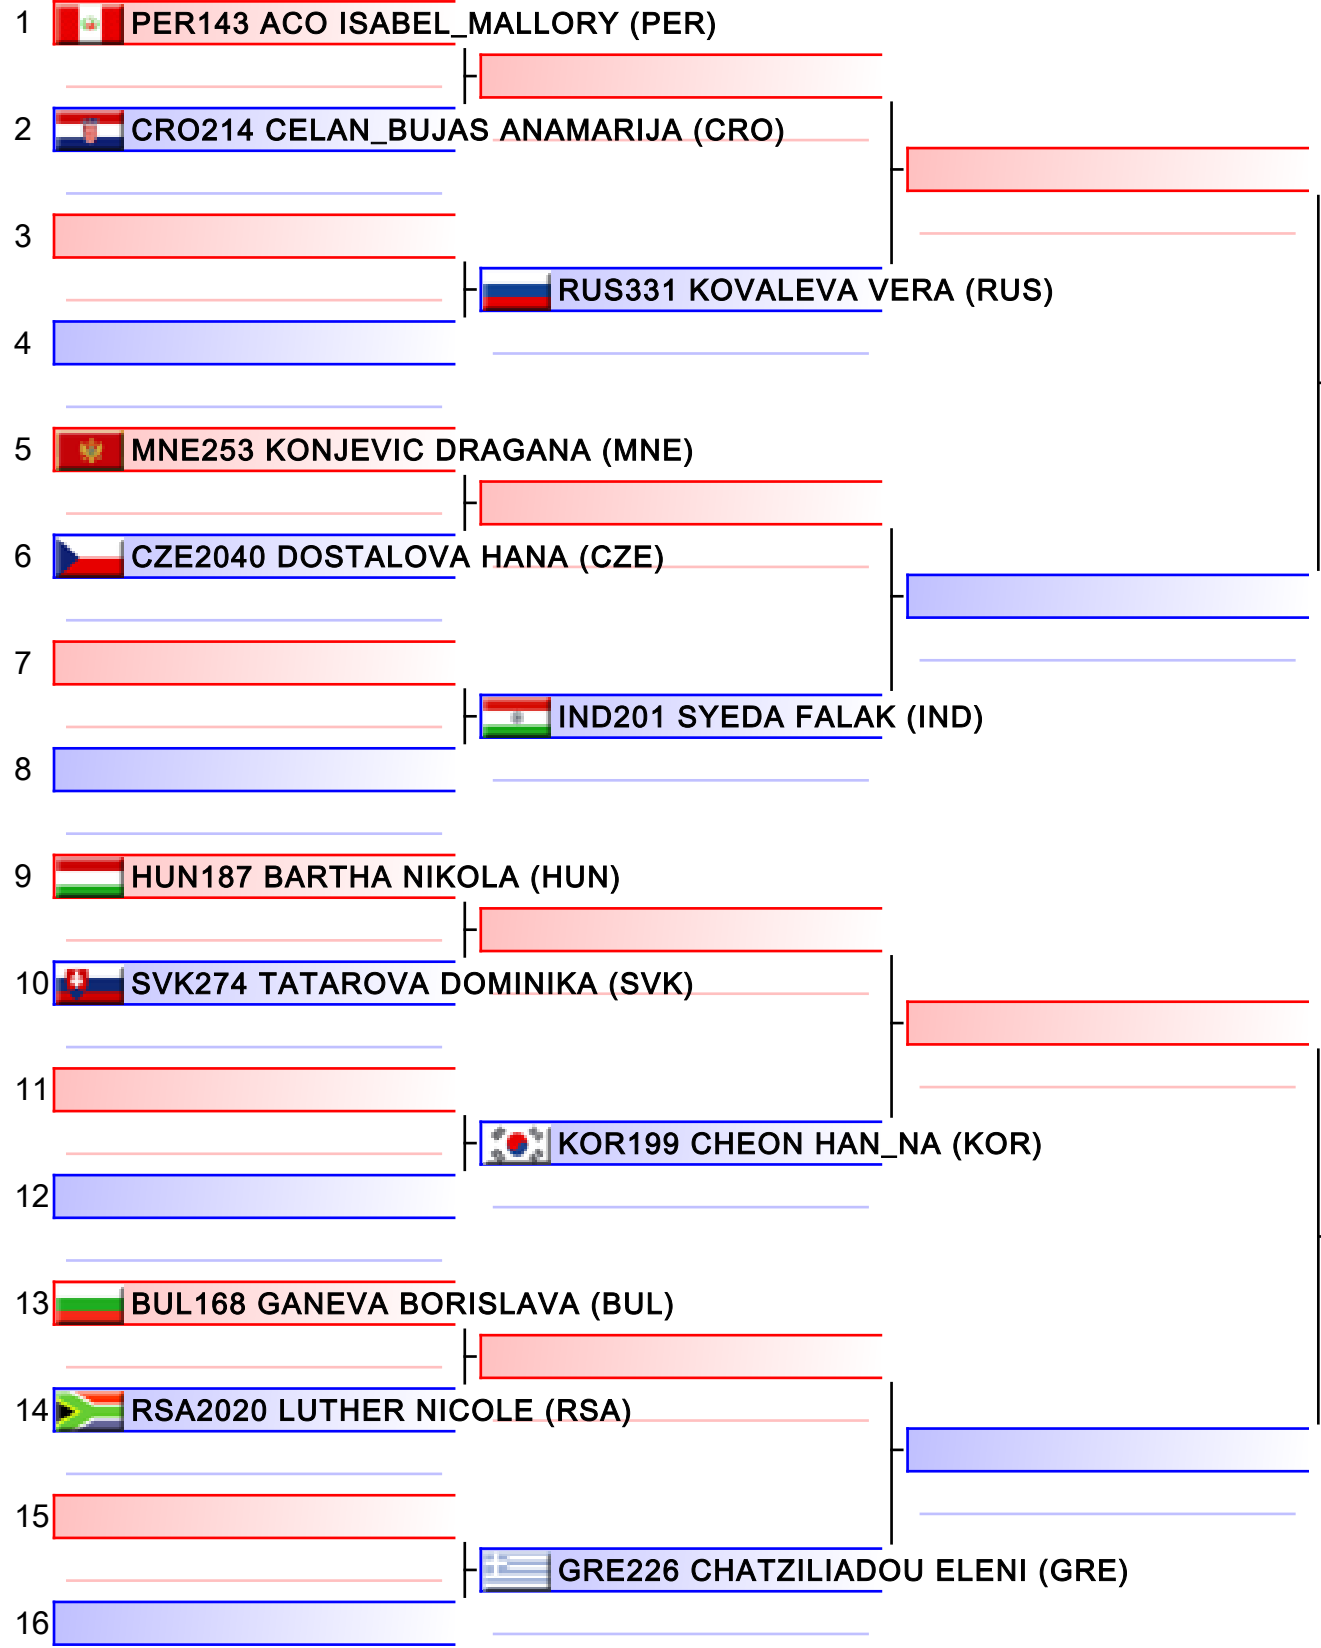 1 PER143 ACO ISABEL_MALLORY (PER)
2 CRO214 CELAN_BUJAS ANAMARIJA (CRO)
3
RUS331 KOVALEVA VERA (RUS)
4
5 MNE253 KONJEVIC DRAGANA (MNE)
6 CZE2040 DOSTALOVA HANA (CZE)
7
IND201 SYEDA FALAK (IND)
8
9 HUN187 BARTHA NIKOLA (HUN)
10 SVK274 TATAROVA DOMINIKA (SVK)
11
KOR199 CHEON HAN_NA (KOR)
12
13 BUL168 GANEVA BORISLAVA (BUL)
14 RSA2020 LUTHER NICOLE (RSA)
15
GRE226 CHATZILIADOU ELENI (GRE)
16